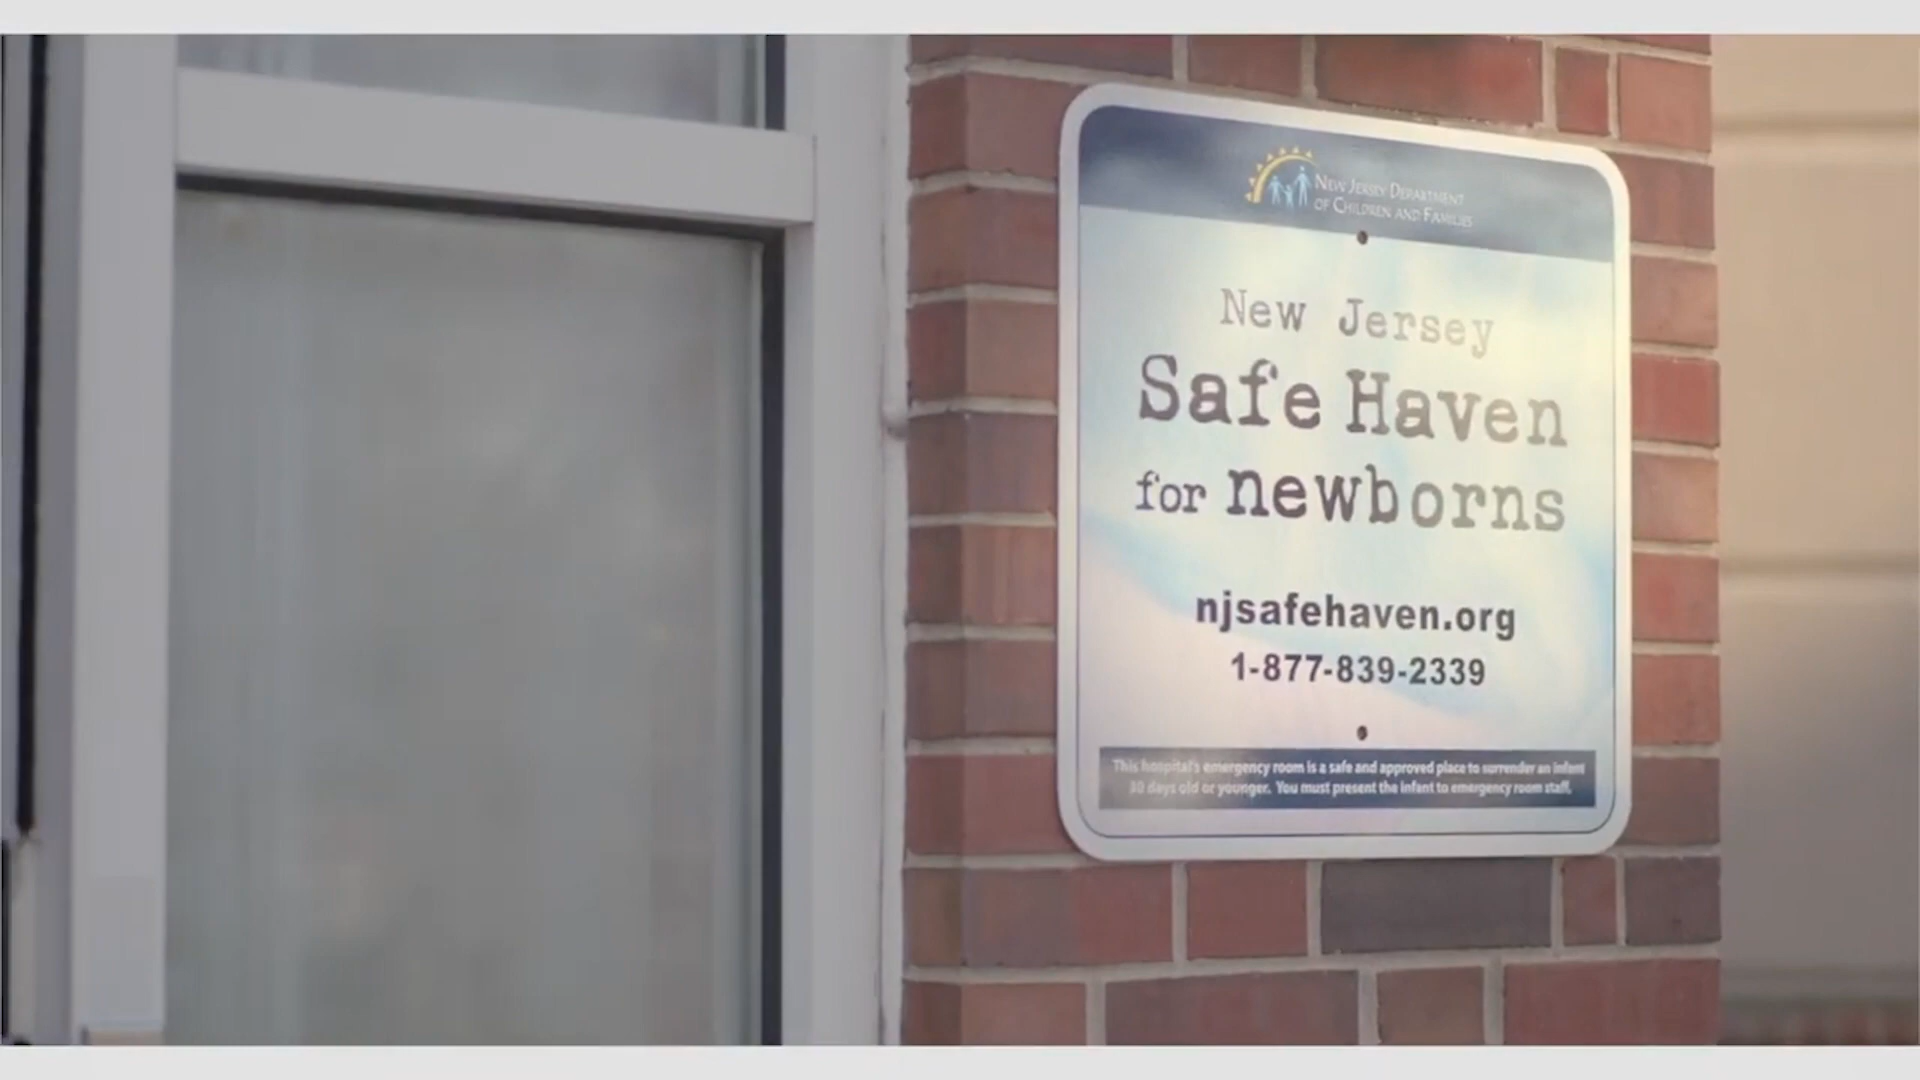 New Jersey Department
of Children and Families
New Jersey
Safe Haven
for newborns
njsafehaven.org
1-877-839-2339
This hospital's emergency room is a safe and approved place to surrender an infant
30 days old or younger. You must present the infant to emergency room staff.